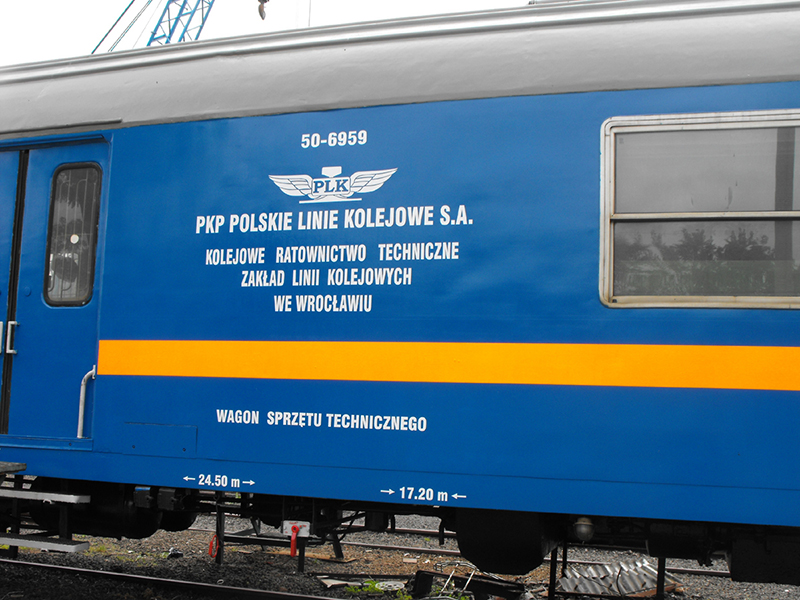 50-6959
PLK
PKP POLSKIE LINIE KOLEJOWE S.A.
KOLEJOWE RATOWNICTWO TECHNICZNE
ZAKŁAD LINII KOLEJOWYCH
WE WROCŁAWIU
WAGON SPRZĘTU TECHNICZNEGO
← 24.50 m →
→ 17.20 m ←